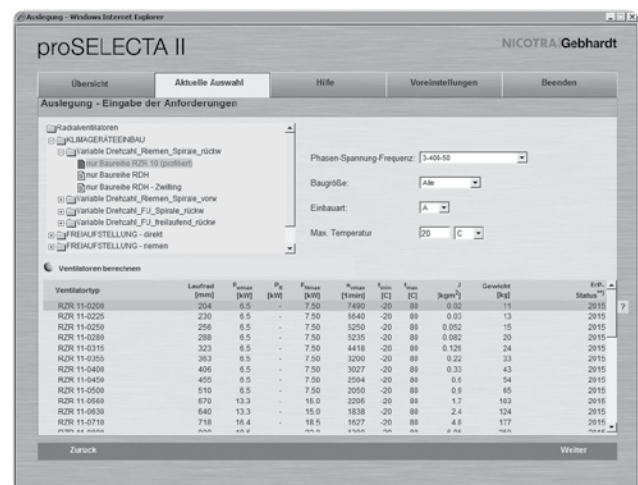 Auslegung - Windows Internet Explorer
proSELECTA II
NICOTRA Gebhardt
Übersicht Aktuelle Auswahl Hilfe Voreinstellungen Beenden
Auslegung - Eingabe der Anforderungen
Radialventilatoren
KLIMAGERÄTEEINBAU
Variable Drehzahl_Riemen_Spirale_rückw
nur Baureihe RZR 10 (profiliert)
nur Baureihe RDH
nur Baureihe RDH - Zwilling
Variable Drehzahl_Riemen_Spirale_vorw
Variable Drehzahl_FU_Spirale_rückw
Variable Drehzahl_FU_freilaufend_rückw
FREIAUFSTELLUNG - direkt
FREIAUFSTELLUNG - riemen
Phasen-Spannung-Frequenz: 3-400-50
Baugröße: Alle
Einbauart: A
Max. Temperatur 20 C
Ventilatoren berechnen
Ventilatortyp Laufrad [mm] [kW] [kW] [kW] [1/min] [C] [C] J [kgm²] Gewicht [kg] ErP- Status**)
RZR 11-0200 204 6.5 - 7.50 7490 -20 80 0.02 11 2015
RZR 11-0225 230 6.5 - 7.50 6640 -20 80 0.03 13 2015
RZR 11-0250 256 6.5 - 7.50 5250 -20 80 0.052 15 2015
RZR 11-0280 288 6.5 - 7.50 5235 -20 80 0.082 20 2015
RZR 11-0315 323 6.5 - 7.50 4418 -20 80 0.126 24 2015
RZR 11-0355 363 6.5 - 7.50 3200 -20 80 0.22 33 2015
RZR 11-0400 406 6.5 - 7.50 3027 -20 80 0.33 43 2015
RZR 11-0450 455 6.5 - 7.50 2504 -20 80 0.6 54 2015
RZR 11-0500 510 6.5 - 7.50 2050 -20 80 0.9 65 2015
RZR 11-0560 570 13.3 - 15.0 2206 -20 80 1.7 103 2015
RZR 11-0630 640 13.3 - 15.0 1838 -20 80 2.4 124 2015
RZR 11-0710 718 16.4 - 18.5 1627 -20 80 4.8 177 2015
?
Zurück Weiter